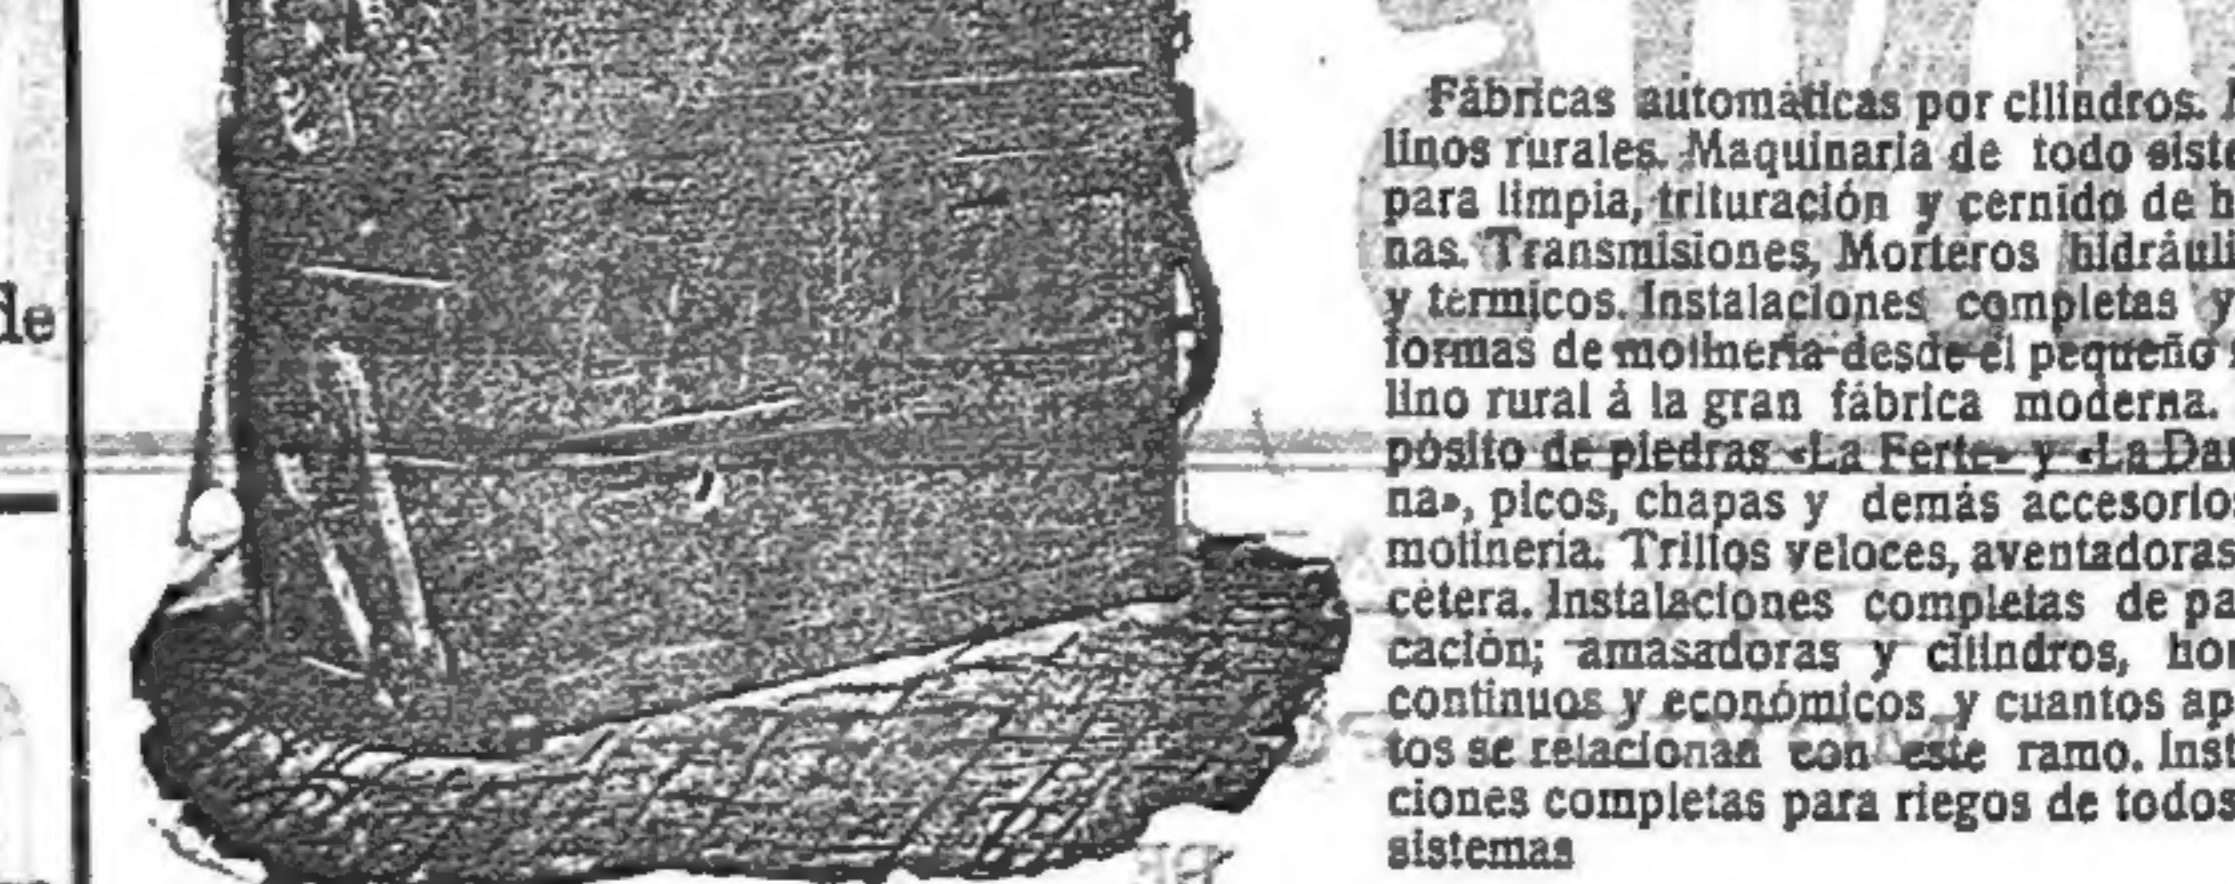 de
Fábricas automáticas por cilindros.
linos rurales. Maquinaria de todo siste
para limpia, trituración y cernido de h
nas. Transmisiones, Morteros hidráuli
y térmicos. Instalaciones completas y
formas de molinería desde el pequeño
lino rural á la gran fábrica moderna.
pósito de piedras «La Ferte» y «La Dar
na», picos, chapas y demás accesorios
molinería. Trillos veloces, aventadoras
cétera. Instalaciones completas de pa
cación; amasadoras y cilindros, hor
continuos y económicos y cuantos ap
tos se relacionan con este ramo. Inst
ciones completas para riegos de todos
sistemas